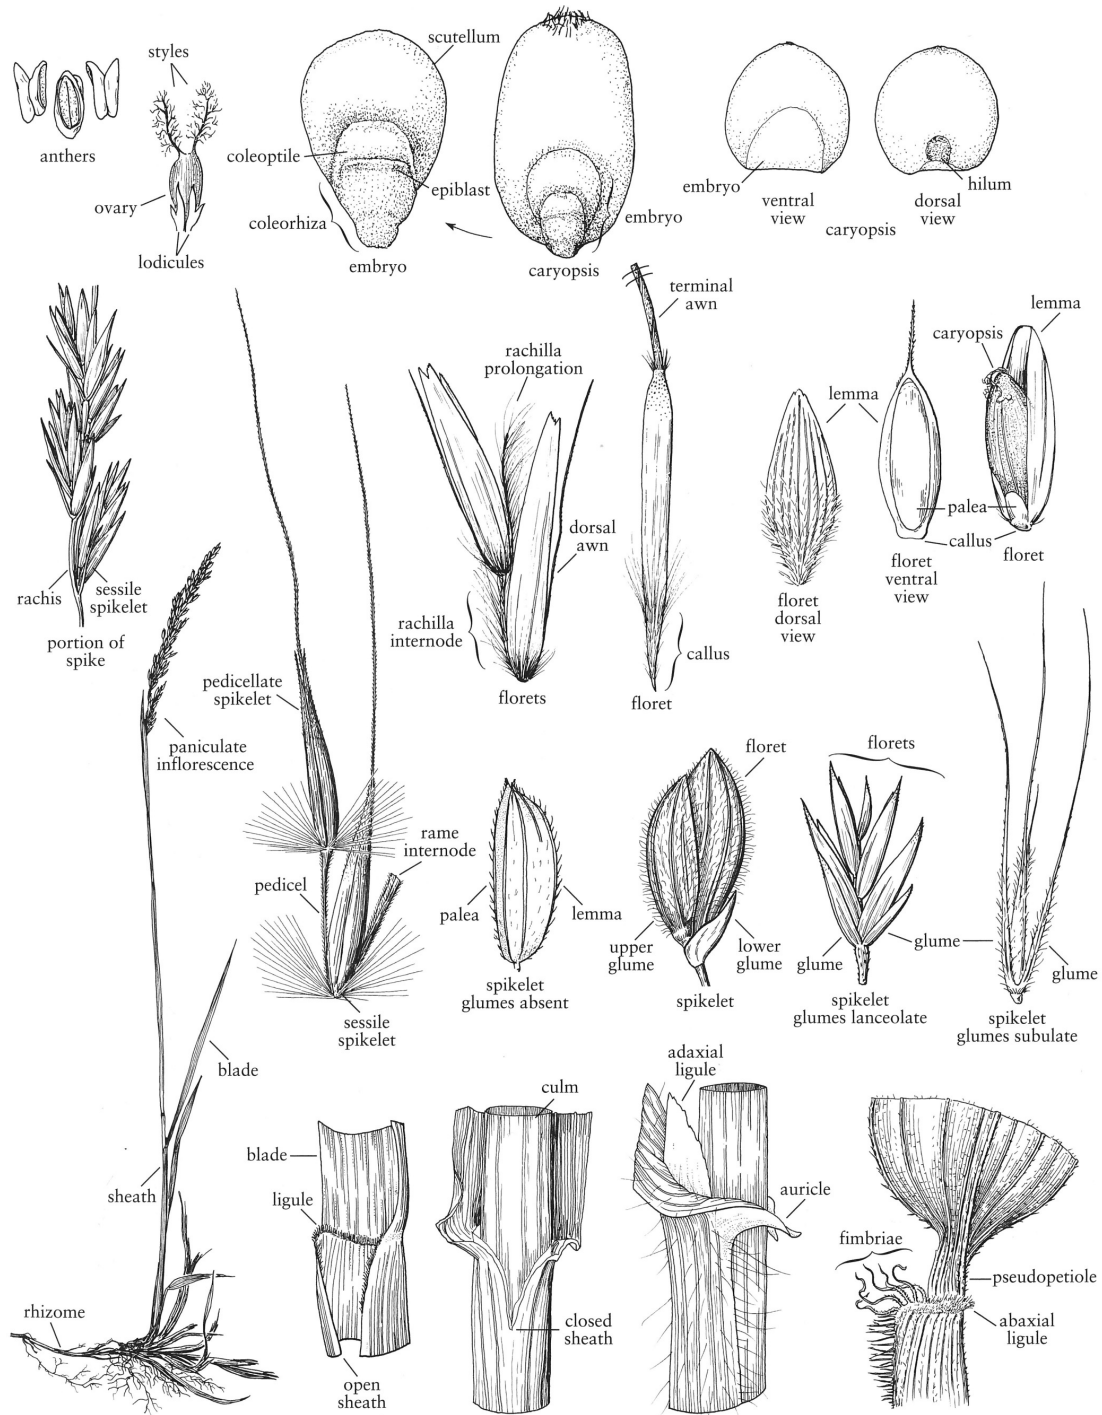 styles
anthers
ovary
lodicules
scutellum
coleoptile
epiblast
coleorhiza
embryo
embryo
caryopsis
embryo
ventral
view
hilum
dorsal
view
caryopsis
rachis
sessile
spikelet
portion of
spike
paniculate
inflorescence
pedicellate
spikelet
rachilla
prolongation
dorsal
awn
rachilla
internode
florets
terminal
awn
callus
floret
lemma
floret
dorsal
view
caryopsis
lemma
palea
callus
floret
ventral
view
floret
pedicel
rame
internode
sessile
spikelet
palea
lemma
spikelet
glumes absent
floret
upper
glume
lower
glume
spikelet
florets
glume
glume
spikelet
glumes lanceolate
glume
spikelet
glumes subulate
blade
sheath
rhizome
blade
ligule
open
sheath
culm
closed
sheath
adaxial
ligule
auricle
fimbriae
pseudopetiole
abaxial
ligule